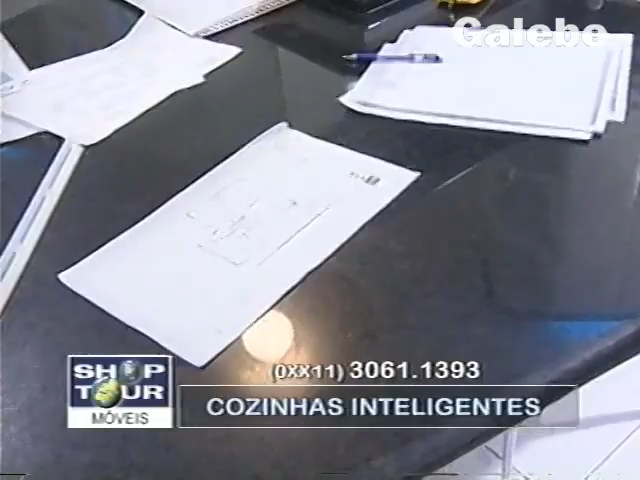 Galebe
(0XX11) 3061.1393
SHOP
TOUR
MÓVEIS
COZINHAS INTELIGENTES